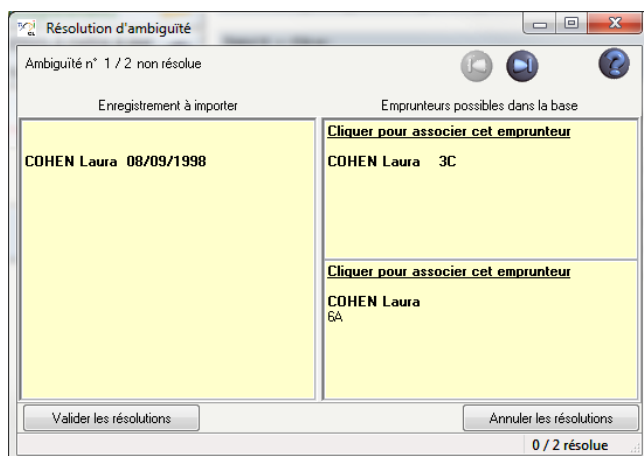 Résolution d'ambiguïté
Ambiguïté n° 1 / 2 non résolue
Enregistrement à importer
Emprunteurs possibles dans la base
COHEN Laura 08/09/1998
Cliquer pour associer cet emprunteur
COHEN Laura 3C
Cliquer pour associer cet emprunteur
COHEN Laura
6A
Valider les résolutions
Annuler les résolutions
0 / 2 résolue